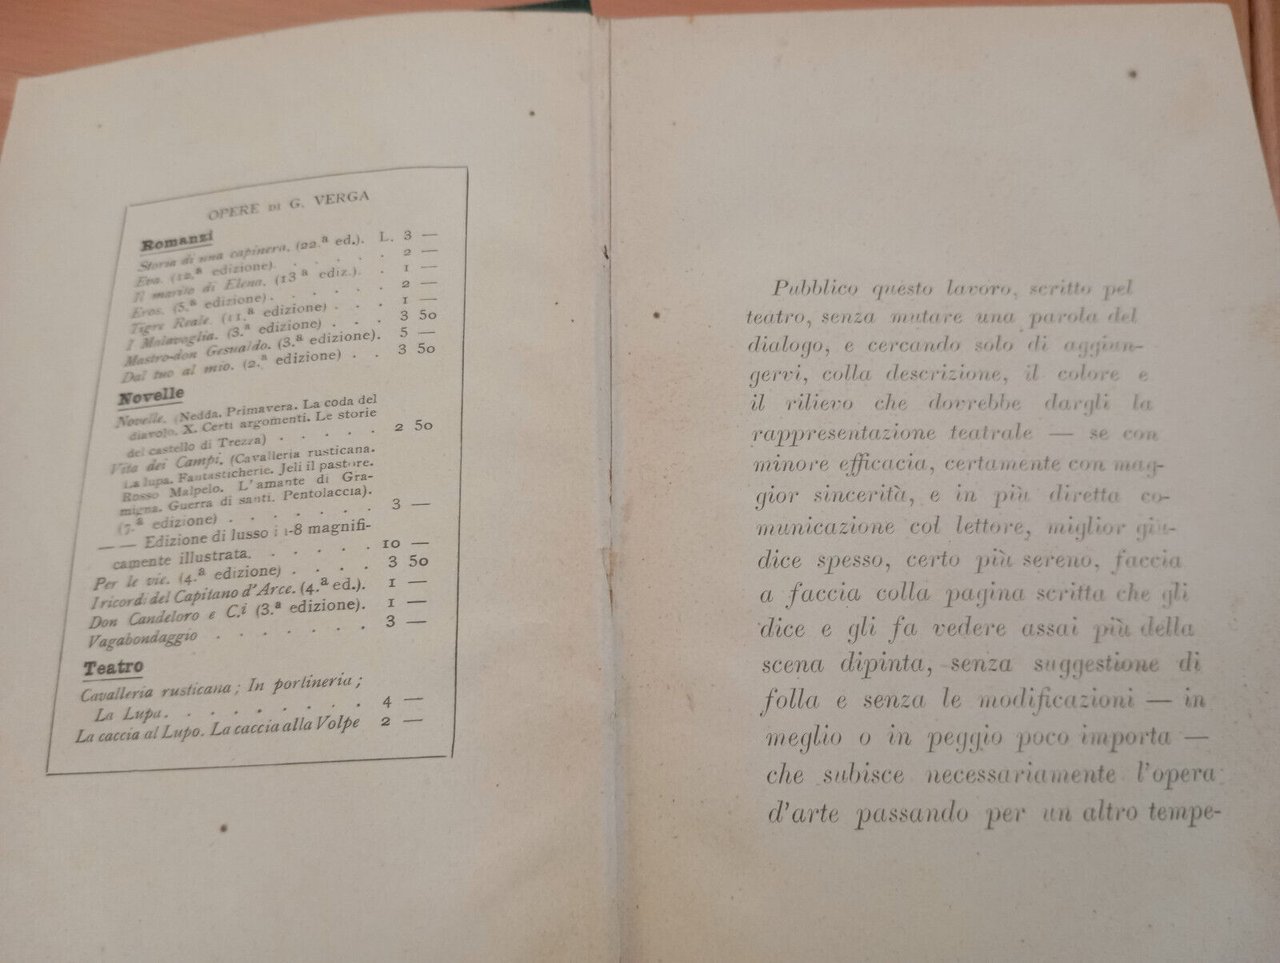 OPERE DI G. VERGA
Romanzi
Storia di una capinera. (22.ª ed.). L. 3 —
Eva. (12.ª edizione). . . . . . 2 —
Il marito di Elena. (13ª ediz.). . 1 —
Eros. (5.ª edizione). . . . . . 2 —
Tigre Reale. (11.ª edizione) . . . 1 —
I Malavoglia. (3.ª edizione) . . . 3 50
Mastro-don Gesualdo. (3.ª edizione). 5 —
Dal tuo al mio. (2.ª edizione) . . 3 50
Novelle
Novelle. (Nedda. Primavera. La coda del
diavolo. X. Certi argomenti. Le storie
del castello di Trezza) . . . . . 2 50
Vita dei Campi. (Cavalleria rusticana.
La lupa. Fantasticherie. Jeli il pastore.
Rosso Malpelo. L'amante di Gra-
migna. Guerra di santi. Pentolaccia).
(7.ª edizione) . . . . . . . 3 —
— — Edizione di lusso in-8 magnifi-
camente illustrata. . . . . . 10 —
Per le vie. (4.ª edizione) . . . . 3 50
I ricordi del Capitano d'Arce. (4.ª ed.). 1 —
Don Candeloro e C.i (3.ª edizione). 1 —
Vagabondaggio . . . . . . . 3 —
Teatro
Cavalleria rusticana; In portineria;
La Lupa. . . . . . . . . 4 —
La caccia al Lupo. La caccia alla Volpe 2 —
Pubblico questo lavoro, scritto pel
teatro, senza mutare una parola del
dialogo, e cercando solo di aggiun-
gervi, colla descrizione, il colore e
il rilievo che dovrebbe dargli la
rappresentazione teatrale — se con
minore efficacia, certamente con mag-
gior sincerità, e in più diretta co-
municazione col lettore, miglior giu-
dice spesso, certo più sereno, faccia
a faccia colla pagina scritta che gli
dice e gli fa vedere assai più della
scena dipinta, senza suggestione di
folla e senza le modificazioni — in
meglio o in peggio poco importa —
che subisce necessariamente l'opera
d'arte passando per un altro tempe-